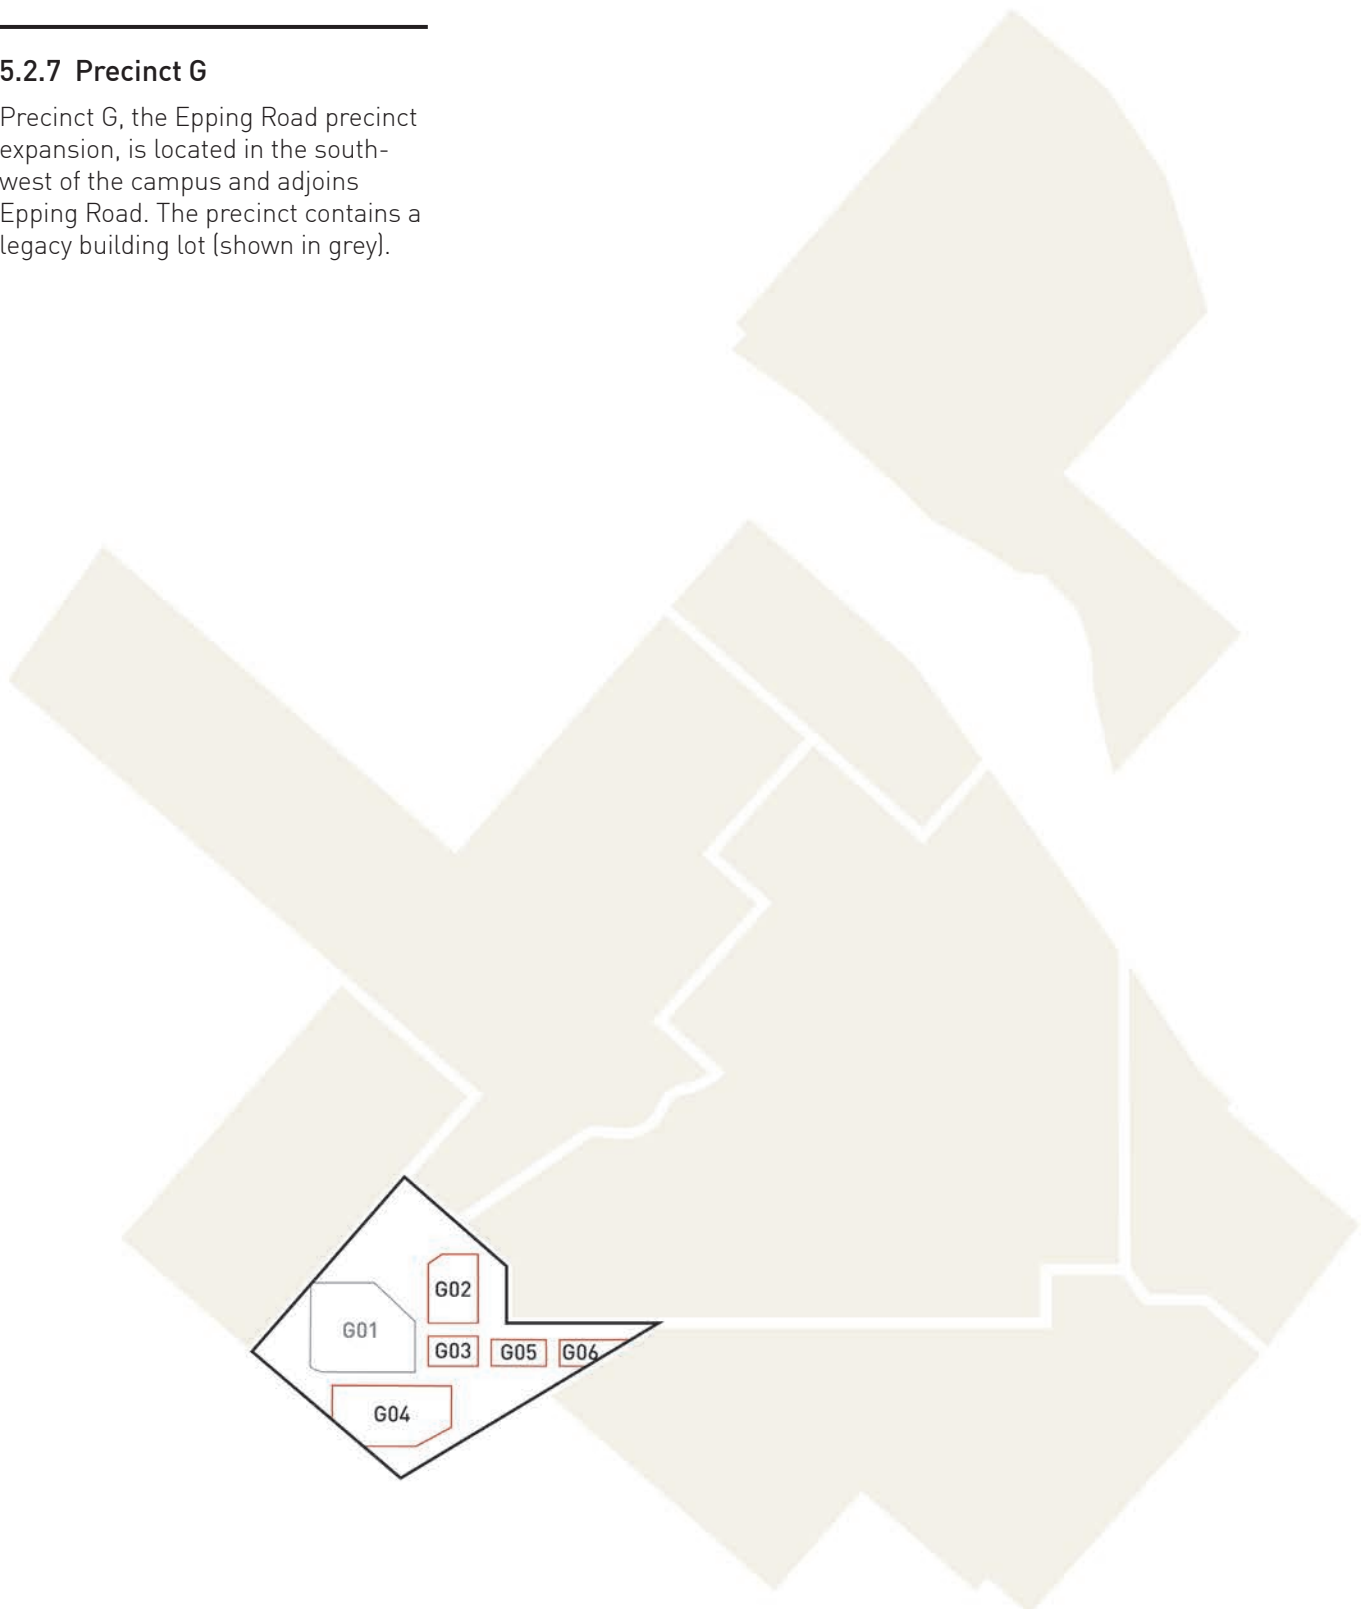 5.2.7 Precinct G
Precinct G, the Epping Road precinct
expansion, is located in the south-
west of the campus and adjoins
Epping Road. The precinct contains a
legacy building lot (shown in grey).
G02
G01
G03
G05
G06
G04